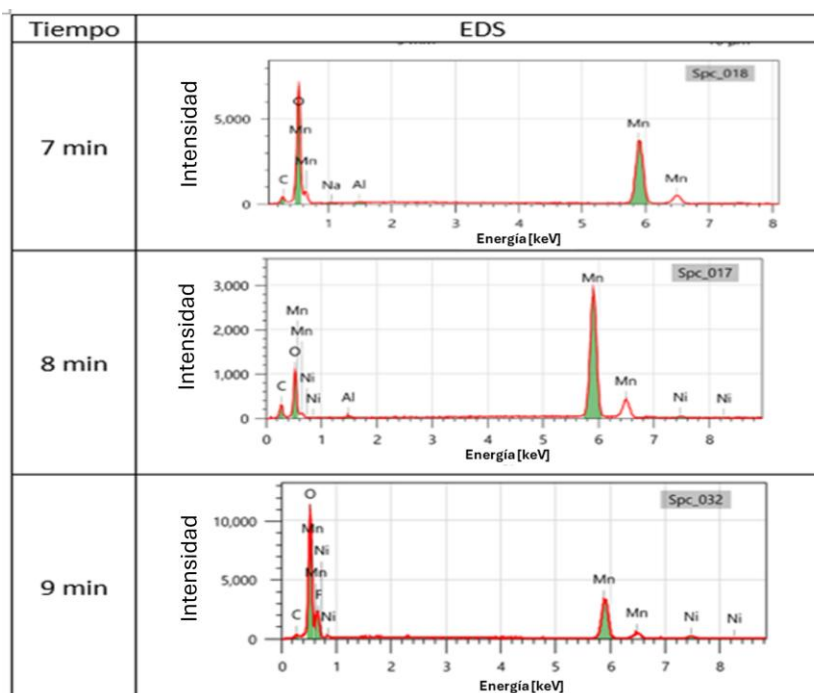 Tiempo
EDS
7 min
Intensidad
Spc_018
5,000
0
O
Mn
Mn
C
Na
Al
Mn
Mn
1
2
3
4
5
6
7
8
Energía [keV]
8 min
Intensidad
Spc_017
3,000
2,000
1,000
0
Mn
Mn
O
Ni
C
Ni
Al
Mn
Mn
Ni
Ni
0
1
2
3
4
5
6
7
8
Energía [keV]
9 min
Intensidad
Spc_032
10,000
5,000
0
O
Mn
Ni
Mn
F
C
Ni
Mn
Mn
Ni
Ni
0
1
2
3
4
5
6
7
8
Energía [keV]